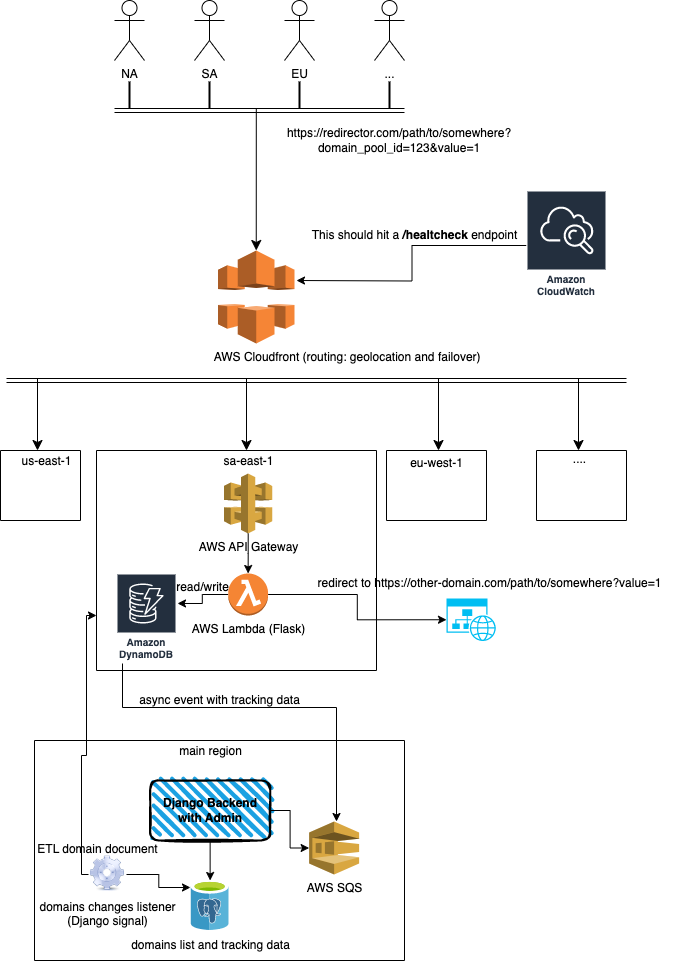 NA
SA
EU
...
https://redirector.com/path/to/somewhere?
domain_pool_id=123&value=1
This should hit a /healtcheck endpoint
Amazon
CloudWatch
AWS Cloudfront (routing: geolocation and failover)
us-east-1
sa-east-1
eu-west-1
....
AWS API Gateway
read/write
redirect to https://other-domain.com/path/to/somewhere?value=1
AWS Lambda (Flask)
Amazon
DynamoDB
async event with tracking data
main region
Django Backend
with Admin
ETL domain document
AWS SQS
domains changes listener
(Django signal)
domains list and tracking data